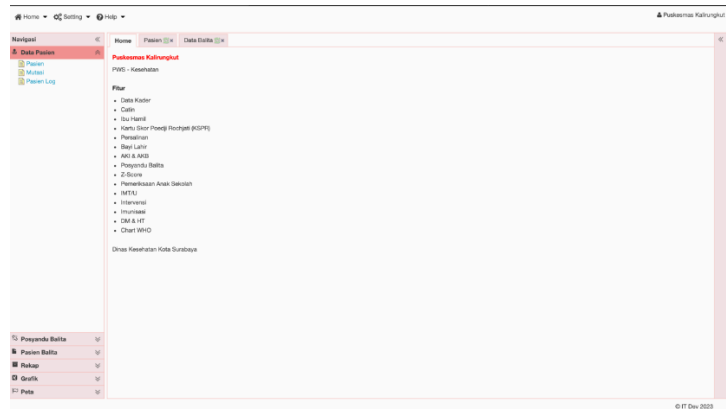 Home Setting Help Puskesmas Kalirungkut
Navigasi
Data Pasien
Pasien
Mutasi
Pasien Log
Home Pasien Data Balita
Puskesmas Kalirungkut
PWS - Kesehatan
Fitur
Data Kader
Catin
Ibu Hamil
Kartu Skor Poedji Rochjati (KSPR)
Persalinan
Bayi Lahir
AKI & AKB
Posyandu Balita
Z-Score
Pemeriksaan Anak Sekolah
IMT/U
Intervensi
Imunisasi
DM & HT
Chart WHO
Dinas Kesehatan Kota Surabaya
Posyandu Balita
Pasien Balita
Rekap
Grafik
Peta
© IT Dev 2023